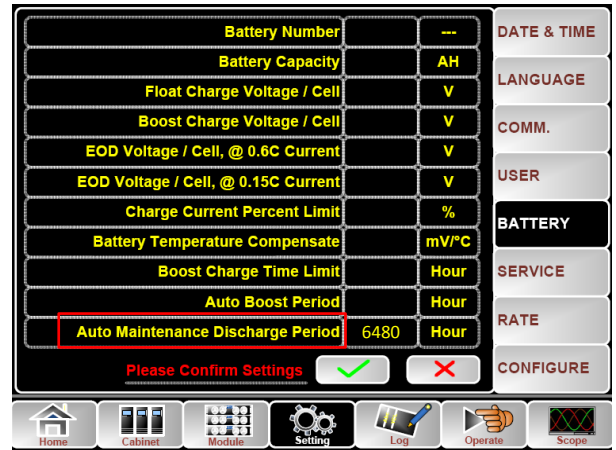 Battery Number --- DATE & TIME
Battery Capacity AH
Float Charge Voltage / Cell V LANGUAGE
Boost Charge Voltage / Cell V COMM.
EOD Voltage / Cell, @ 0.6C Current V
EOD Voltage / Cell, @ 0.15C Current V USER
Charge Current Percent Limit % BATTERY
Battery Temperature Compensate mV/°C
Boost Charge Time Limit Hour SERVICE
Auto Boost Period Hour
Auto Maintenance Discharge Period 6480 Hour RATE
Please Confirm Settings CONFIGURE
Home Cabinet Module Setting Log Operate Scope